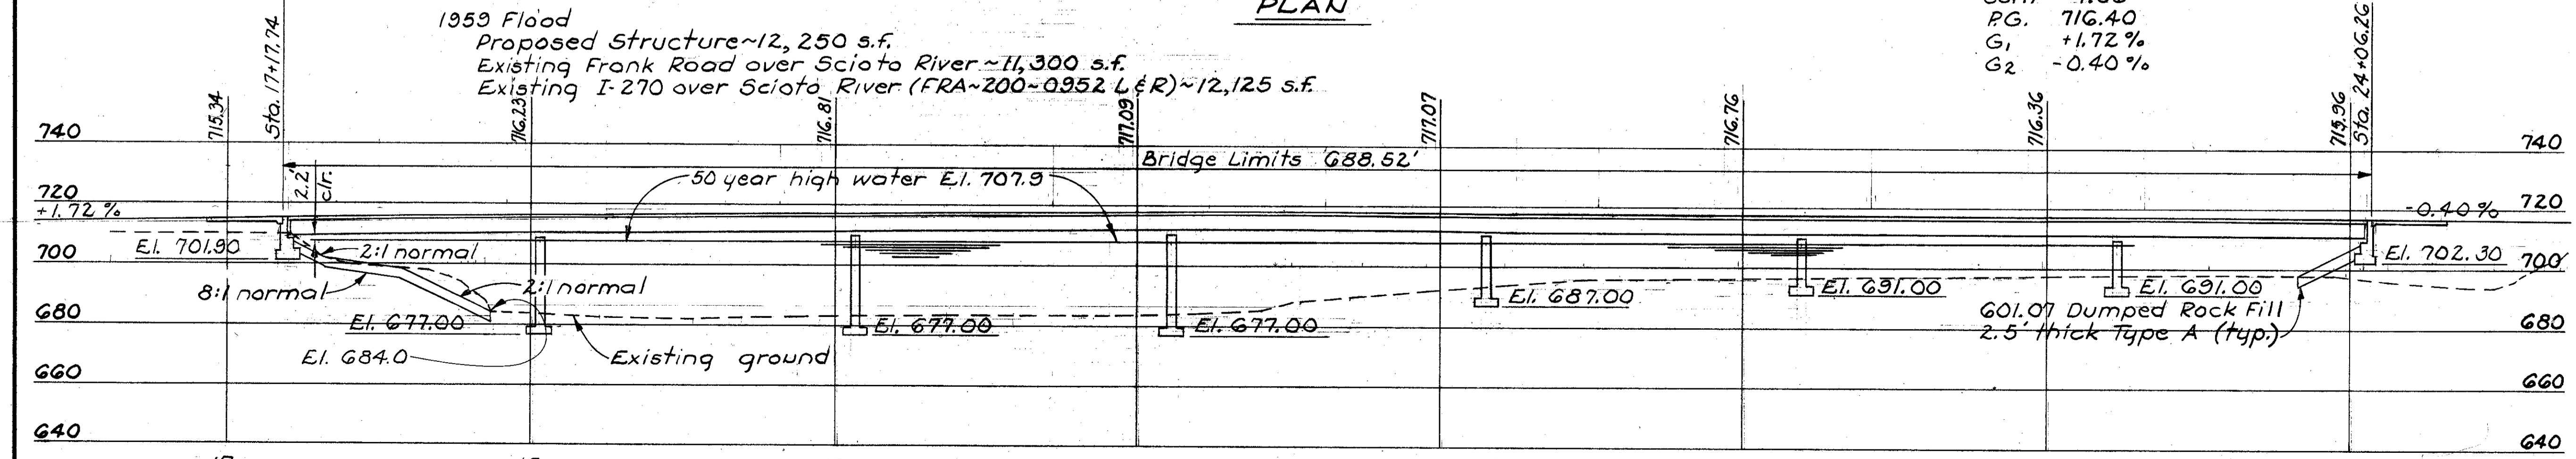 PLAN
1959 Flood
Proposed Structure~12,250 s.f.
Existing Frank Road over Scioto River ~11,300 s.f.
Existing I-270 over Scioto River (FRA~200~0952 L&R)~12,125 s.f.
P.G. 716.40
G1 +1.72%
G2 -0.40%
715.34
Sta. 17+17.74
716.23
716.81
717.09
717.07
716.76
716.36
715.96
Sta. 24+06.26
740
740
Bridge Limits 688.52'
2.2' clr.
50 year high water El. 707.9
720
720
+1.72%
-0.40%
El. 701.90
2:1 normal
El. 702.30
700
700
8:1 normal
2:1 normal
El. 687.00
El. 691.00
El. 691.00
680
El. 677.00
El. 677.00
El. 677.00
601.07 Dumped Rock Fill
2.5' thick Type A (typ.)
680
El. 684.0
Existing ground
660
660
640
640